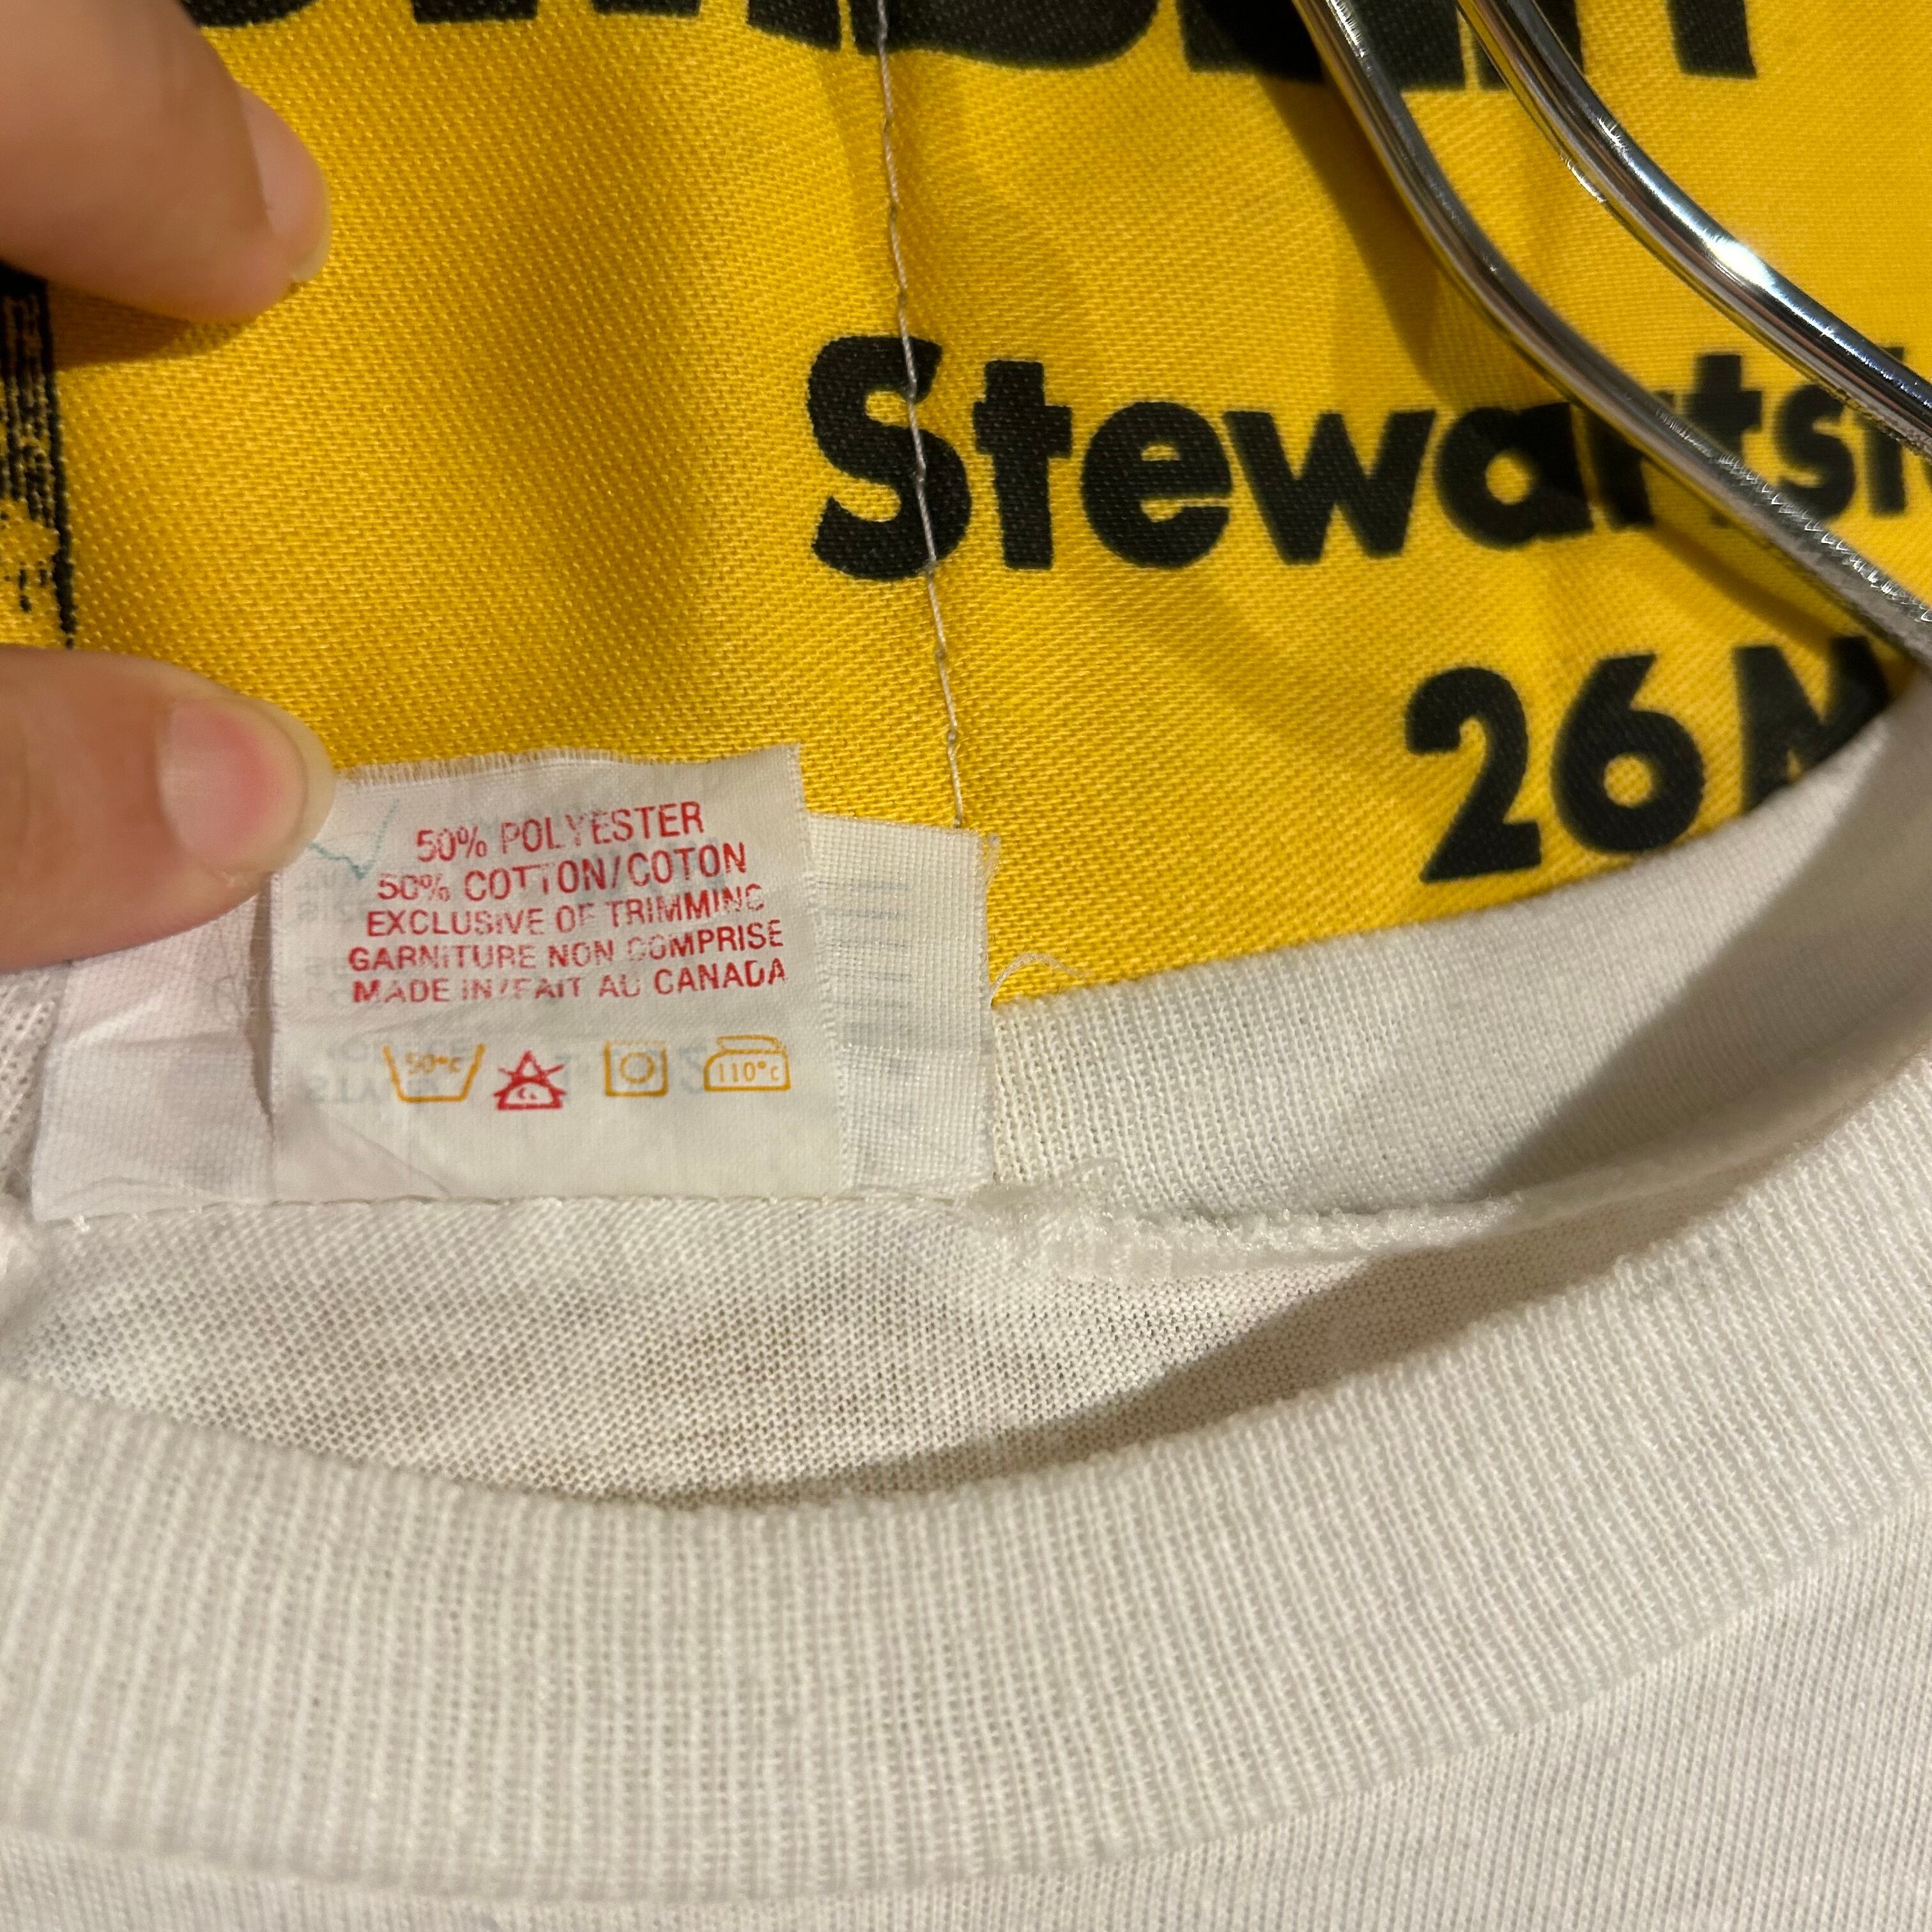 Stewarts
26 M
50% POLYESTER
50% COTTON/COTON
EXCLUSIVE OF TRIMMING
GARNITURE NON COMPRISE
MADE IN/FAIT AU CANADA
50°C
110°C